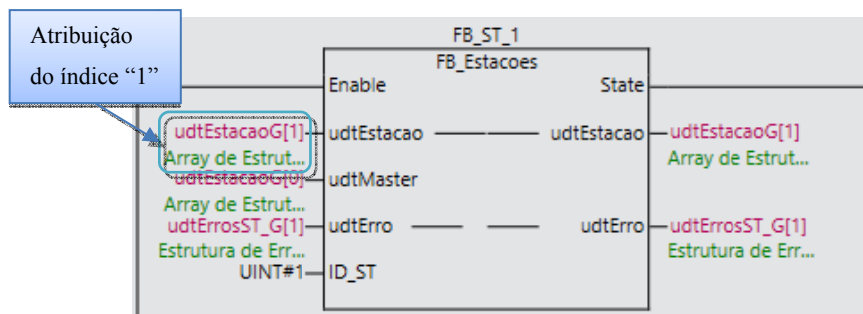 Atribuição
do índice “1”
FB_ST_1
FB_Estacoes
Enable State
udtEstacaoG[1] udtEstacao udtEstacao udtEstacaoG[1]
Array de Estrut... Array de Estrut...
udtEstacaoG[0] udtMaster
Array de Estrut...
udtErrosST_G[1] udtErro udtErro udtErrosST_G[1]
Estrutura de Err... Estrutura de Err...
UINT#1 ID_ST